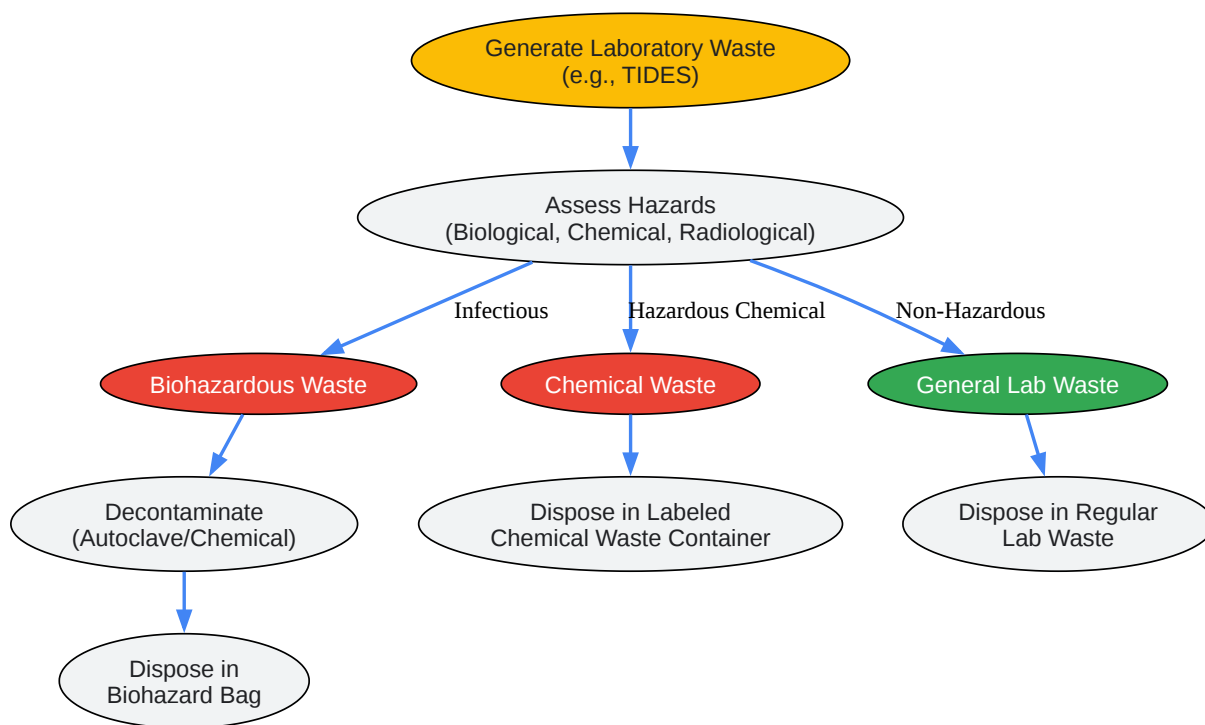 Generate Laboratory Waste
(e.g., TIDES)
Assess Hazards
(Biological, Chemical, Radiological)
Infectious
Hazardous Chemical
Non-Hazardous
Biohazardous Waste
Chemical Waste
General Lab Waste
Decontaminate
(Autoclave/Chemical)
Dispose in Labeled
Chemical Waste Container
Dispose in Regular
Lab Waste
Dispose in
Biohazard Bag